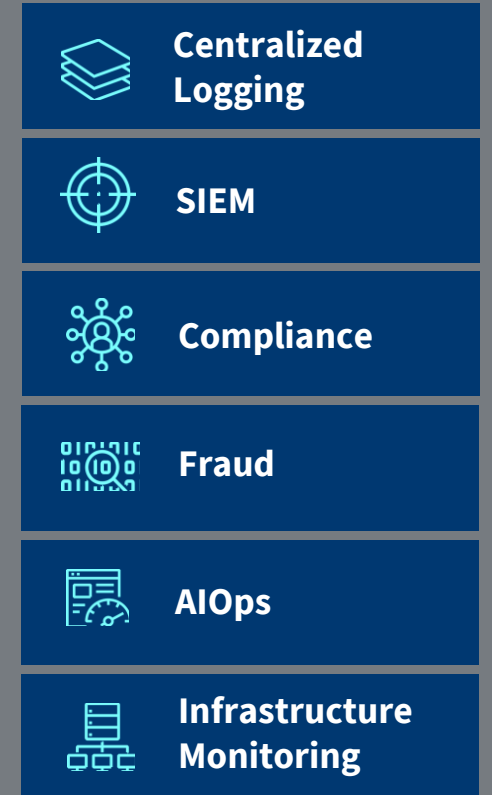 Centralized
Logging
SIEM
Compliance
Fraud
AIOps
Infrastructure
Monitoring